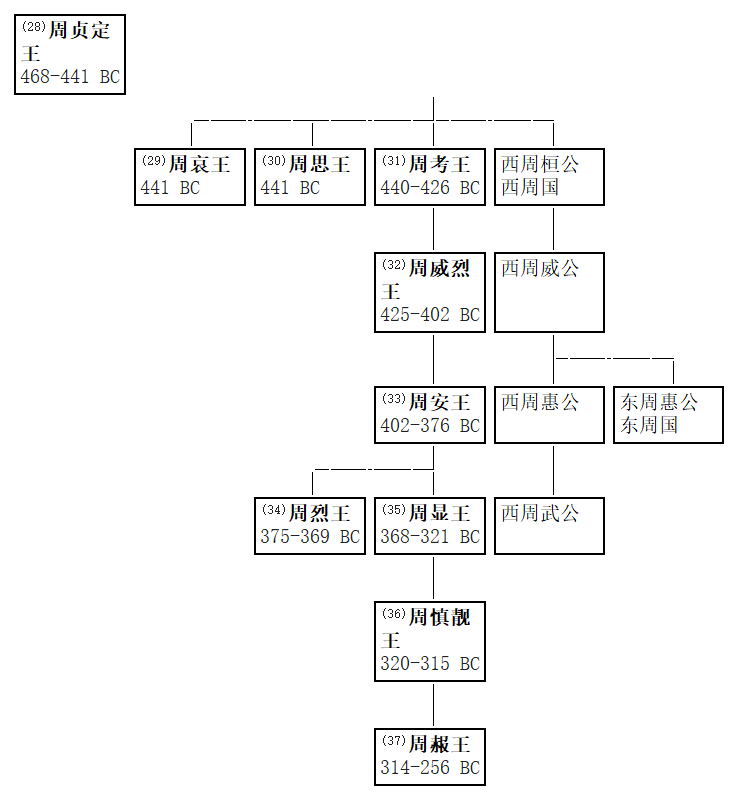 (28)周贞定
王
468-441 BC
(29)周哀王
441 BC
(30)周思王
441 BC
(31)周考王
440-426 BC
西周桓公
西周国
(32)周威烈
王
425-402 BC
西周威公
(33)周安王
402-376 BC
西周惠公
东周惠公
东周国
(34)周烈王
375-369 BC
(35)周显王
368-321 BC
西周武公
(36)周慎靓
王
320-315 BC
(37)周赧王
314-256 BC